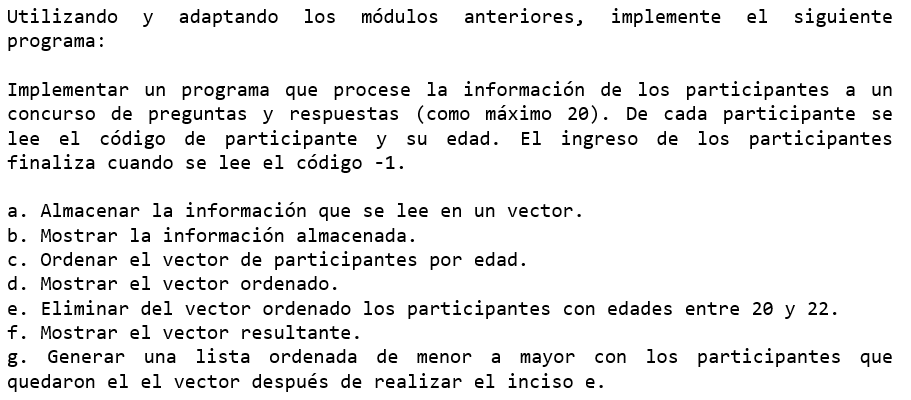 Utilizando y adaptando los módulos anteriores, implemente el siguiente
programa:
Implementar un programa que procese la información de los participantes a un
concurso de preguntas y respuestas (como máximo 20). De cada participante se
lee el código de participante y su edad. El ingreso de los participantes
finaliza cuando se lee el código -1.
a. Almacenar la información que se lee en un vector.
b. Mostrar la información almacenada.
c. Ordenar el vector de participantes por edad.
d. Mostrar el vector ordenado.
e. Eliminar del vector ordenado los participantes con edades entre 20 y 22.
f. Mostrar el vector resultante.
g. Generar una lista ordenada de menor a mayor con los participantes que
quedaron el el vector después de realizar el inciso e.